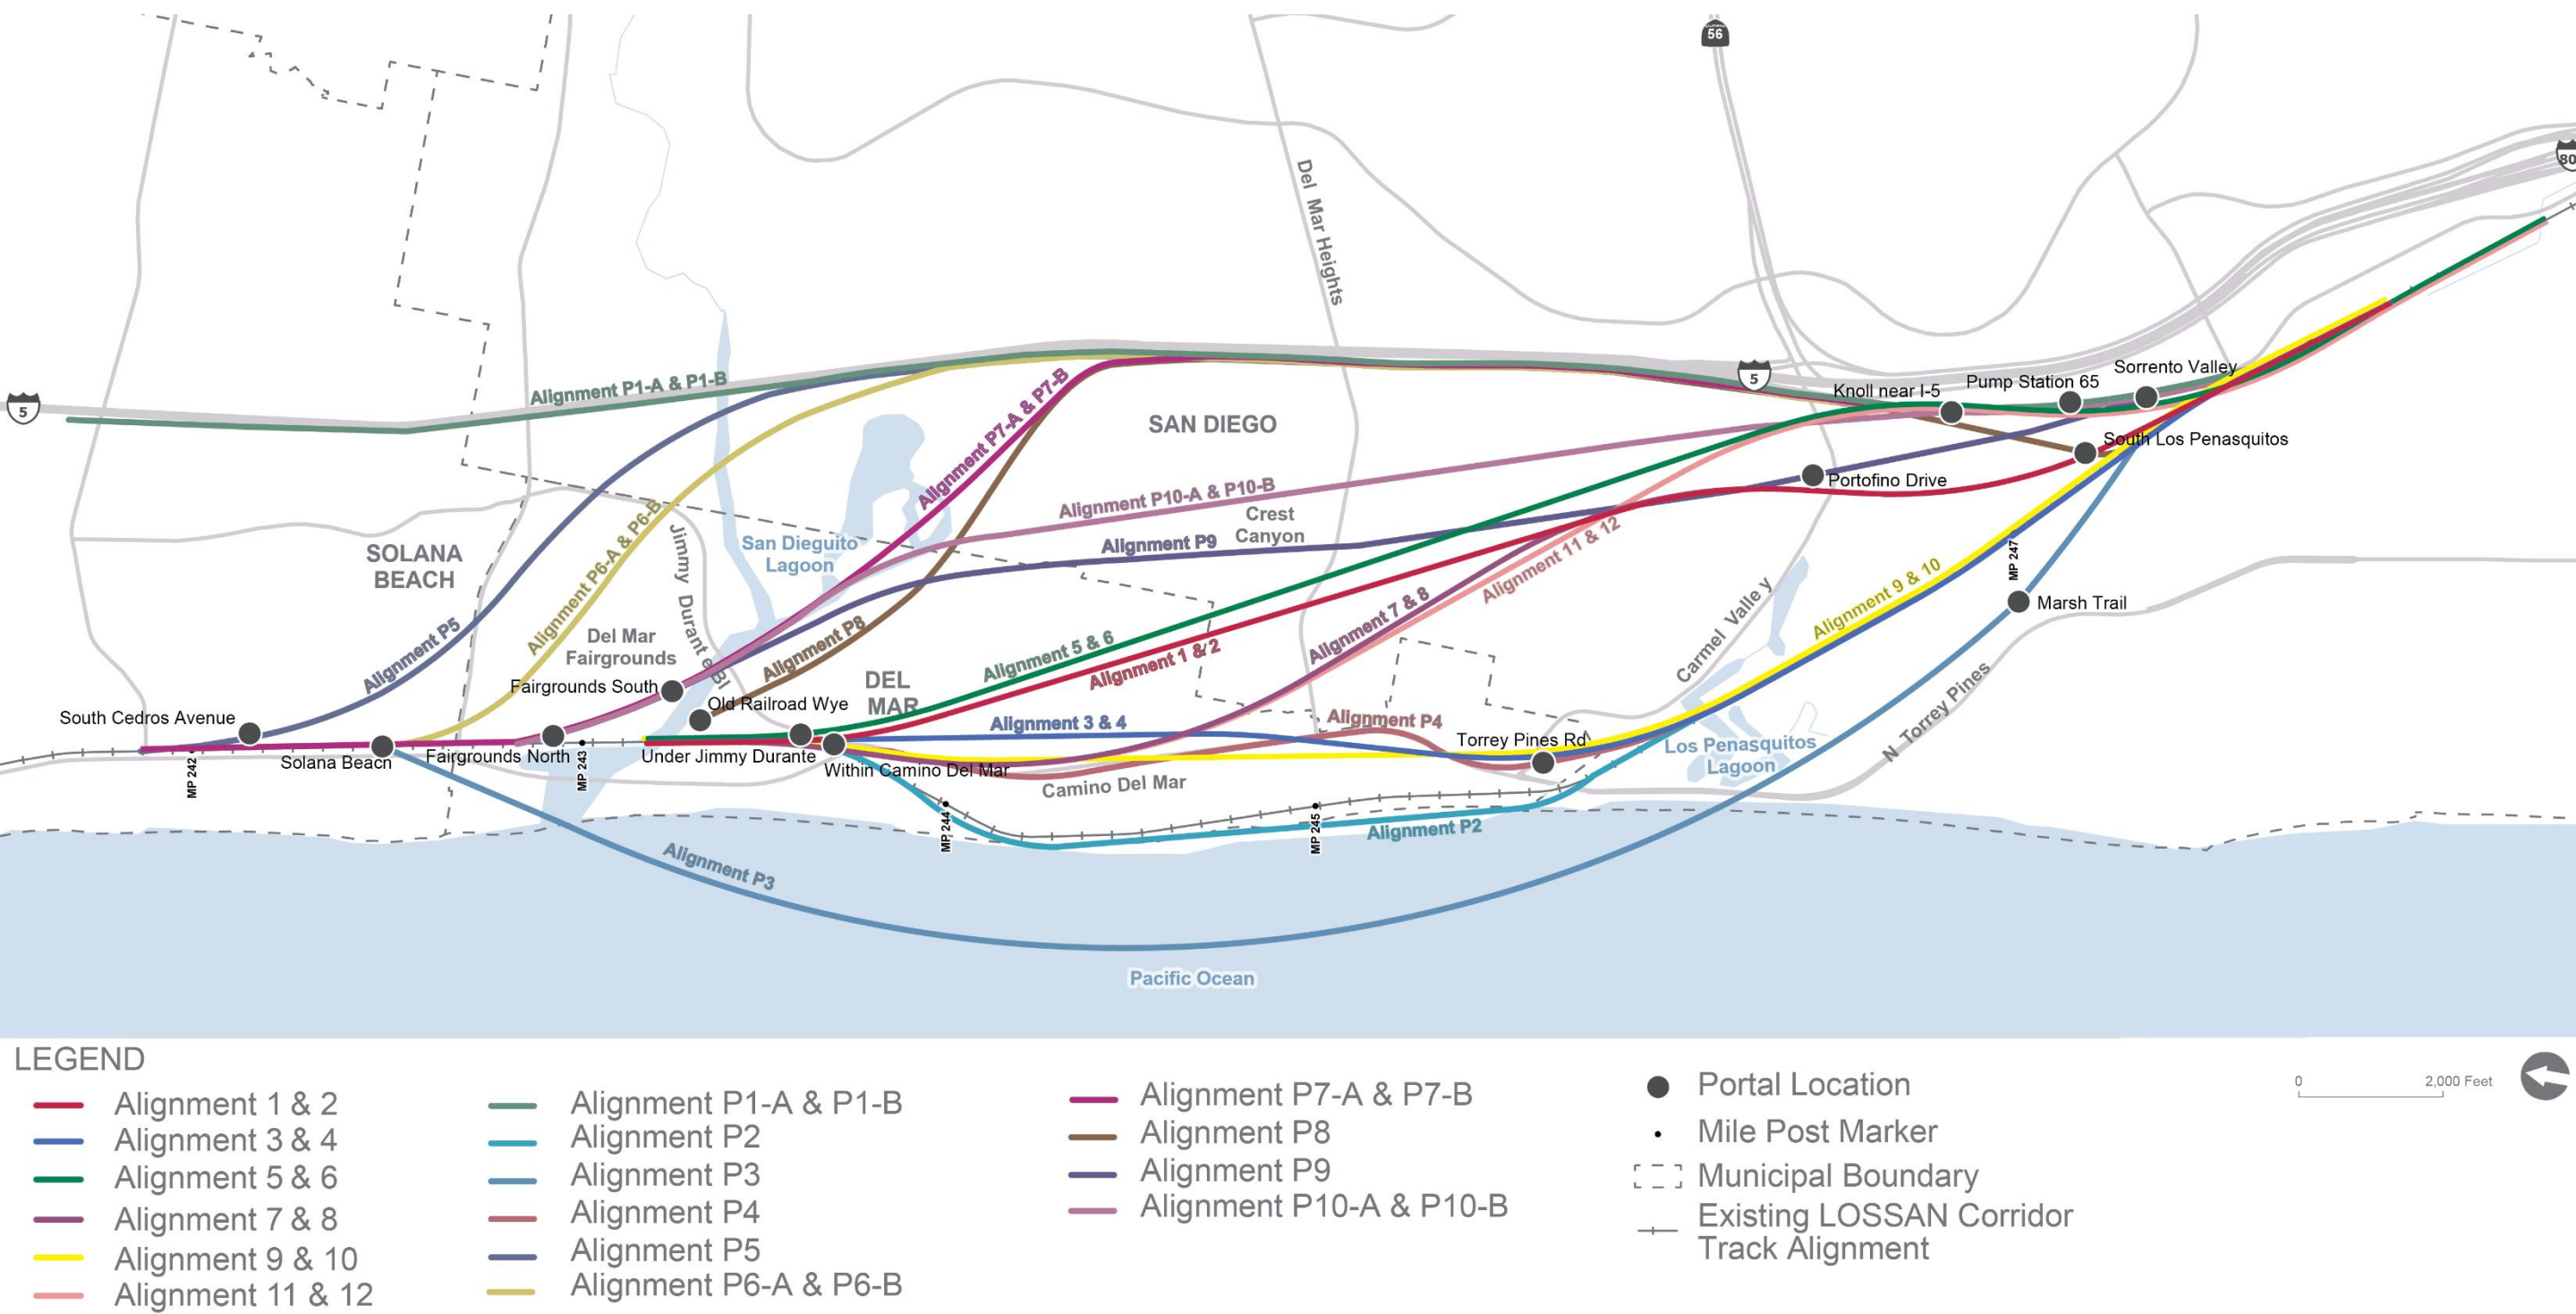 56
80
Del Mar Heights
5
Alignment P1-A & P1-B
5
Knoll near I-5
Pump Station 65
Sorrento Valley
Alignment P7-A & P7-B
SAN DIEGO
South Los Penasquitos
Portofino Drive
Alignment P10-A & P10-B
Crest
Canyon
Alignment P9
Alignment 11 & 12
San Dieguito
Lagoon
SOLANA
BEACH
Alignment P6-A & P6-B
Jimmy Durante Bl
MP 247
Alignment 9 & 10
Marsh Trail
Alignment P5
Del Mar
Fairgrounds
Alignment P8
Alignment 5 & 6
Alignment 1 & 2
Alignment 7 & 8
Carmel Valley
N Torrey Pines
Fairgrounds South
Old Railroad Wye
DEL
MAR
South Cedros Avenue
Alignment 3 & 4
Alignment P4
Torrey Pines Rd
Los Penasquitos
Lagoon
MP 242
Solana Beach
Fairgrounds North
MP 243
Under Jimmy Durante
Within Camino Del Mar
Camino Del Mar
MP 244
MP 245
Alignment P2
Alignment P3
Pacific Ocean
LEGEND
Alignment 1 & 2
Alignment 3 & 4
Alignment 5 & 6
Alignment 7 & 8
Alignment 9 & 10
Alignment 11 & 12
Alignment P1-A & P1-B
Alignment P2
Alignment P3
Alignment P4
Alignment P5
Alignment P6-A & P6-B
Alignment P7-A & P7-B
Alignment P8
Alignment P9
Alignment P10-A & P10-B
Portal Location
Mile Post Marker
Municipal Boundary
Existing LOSSAN Corridor
Track Alignment
0
2,000 Feet